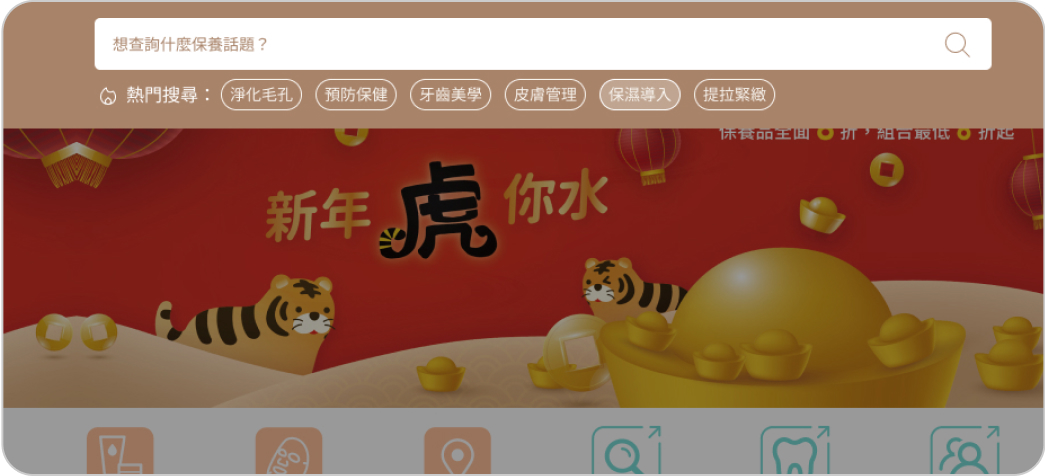 想查詢什麼保養話題？
熱門搜尋： 淨化毛孔 預防保健 牙齒美學 皮膚管理 保濕導入 提拉緊緻
保養品全面 6 折，組合最低 6 折起
新年虎你水